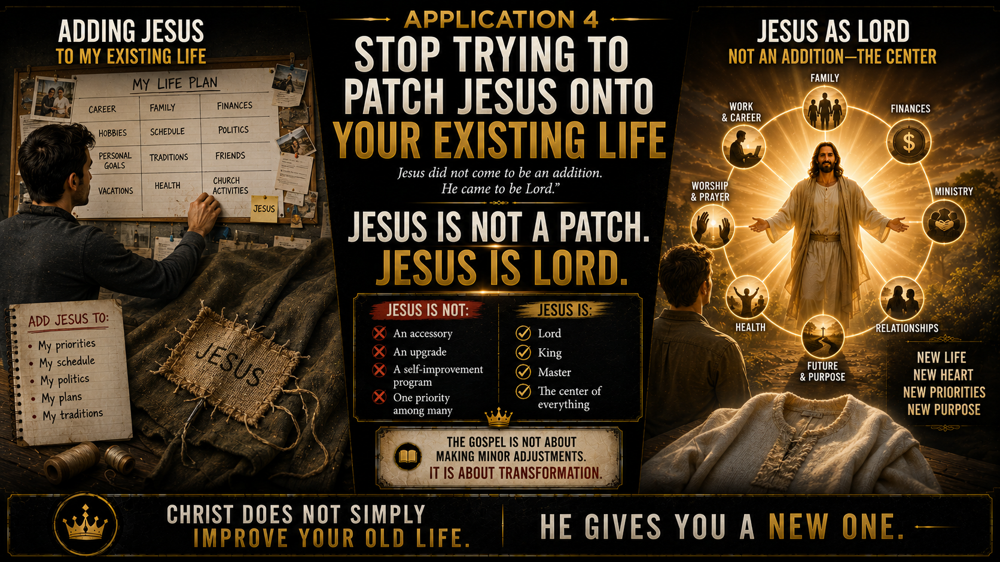 ADDING JESUS
TO MY EXISTING LIFE
MY LIFE PLAN
CAREER
FAMILY
FINANCES
HOBBIES
SCHEDULE
POLITICS
PERSONAL
GOALS
TRADITIONS
FRIENDS
VACATIONS
HEALTH
CHURCH
ACTIVITIES
JESUS
ADD JESUS TO:
• My priorities
• My schedule
• My politics
• My plans
• My traditions
JESUS
APPLICATION 4
STOP TRYING TO
PATCH JESUS ONTO
YOUR EXISTING LIFE
Jesus did not come to be an addition.
He came to be Lord.”
JESUS IS NOT A PATCH.
JESUS IS LORD.
JESUS IS NOT:
An accessory
An upgrade
A self-improvement
program
One priority
among many
JESUS IS:
Lord
King
Master
The center of
everything
THE GOSPEL IS NOT ABOUT
MAKING MINOR ADJUSTMENTS.
IT IS ABOUT TRANSFORMATION.
JESUS AS LORD
NOT AN ADDITION—THE CENTER
FAMILY
WORK
& CAREER
FINANCES
$
WORSHIP
& PRAYER
MINISTRY
HEALTH
RELATIONSHIPS
FUTURE
& PURPOSE
NEW LIFE
NEW HEART
NEW PRIORITIES
NEW PURPOSE
CHRIST DOES NOT SIMPLY
IMPROVE YOUR OLD LIFE.
HE GIVES YOU A NEW ONE.